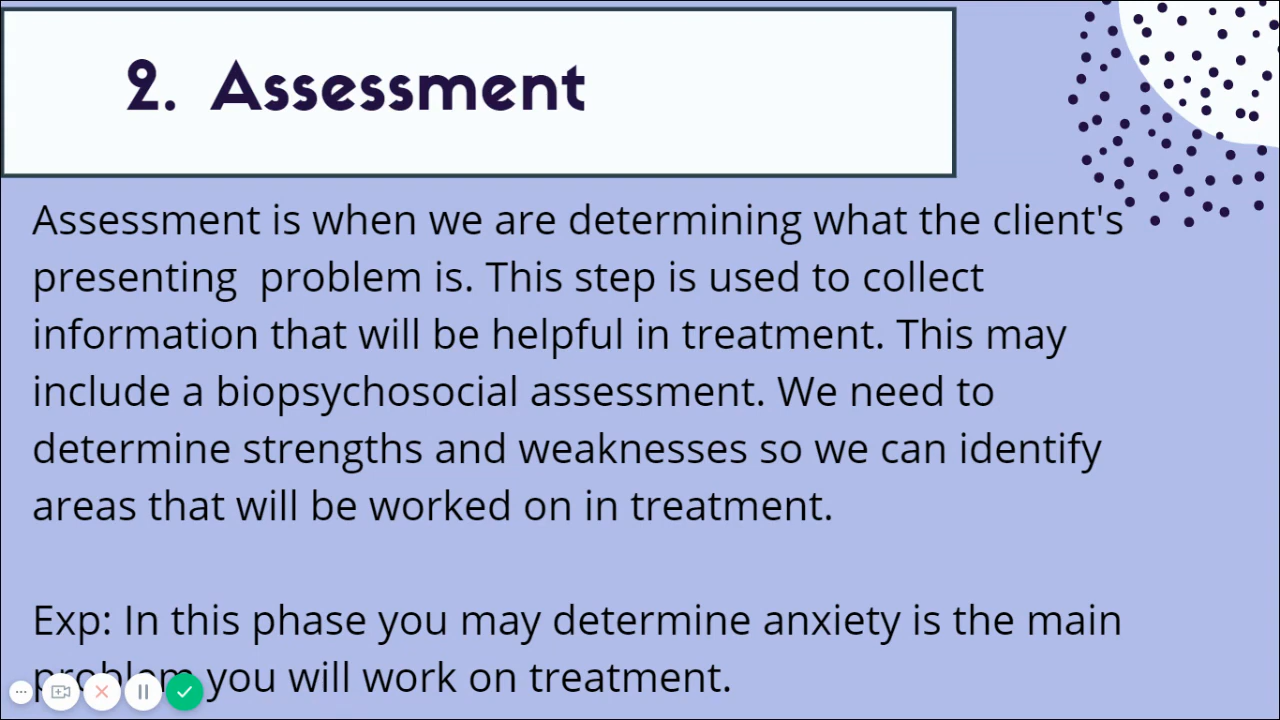 2. Assessment
Assessment is when we are determining what the client's
presenting problem is. This step is used to collect
information that will be helpful in treatment. This may
include a biopsychosocial assessment. We need to
determine strengths and weaknesses so we can identify
areas that will be worked on in treatment.
Exp: In this phase you may determine anxiety is the main
problem you will work on treatment.